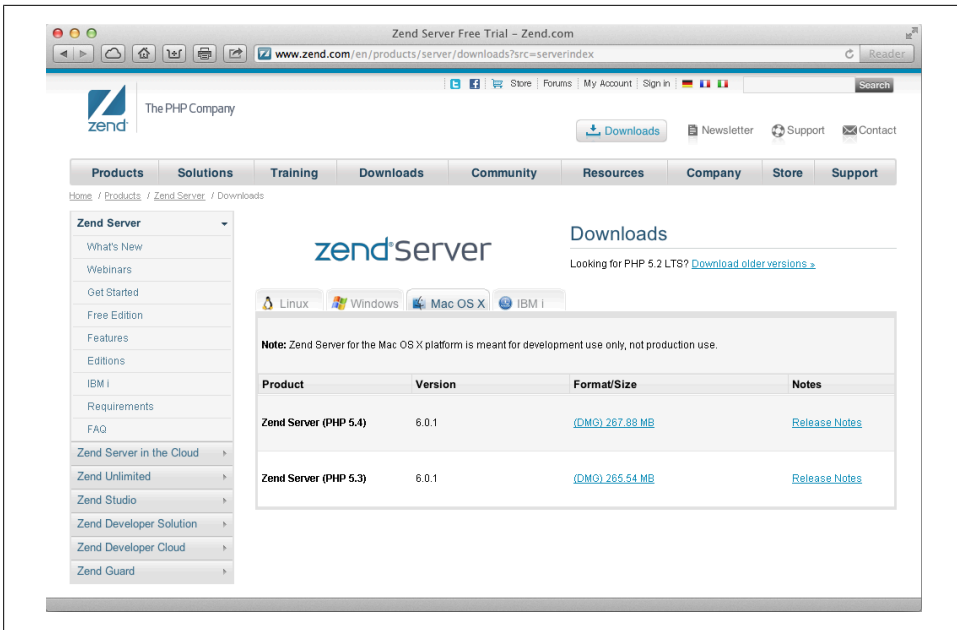 Zend Server Free Trial – Zend.com
www.zend.com/en/products/server/downloads?src=serverindex
Reader
Store Forums My Account Sign in Search
zend The PHP Company
Downloads Newsletter Support Contact
Products Solutions Training Downloads Community Resources Company Store Support
Home / Products / Zend Server / Downloads
Zend Server
What's New
Webinars
Get Started
Free Edition
Features
Editions
IBM i
Requirements
FAQ
Zend Server in the Cloud
Zend Unlimited
Zend Studio
Zend Developer Solution
Zend Developer Cloud
Zend Guard
zend Server
Downloads
Looking for PHP 5.2 LTS? Download older versions »
Linux Windows Mac OS X IBM i
Note: Zend Server for the Mac OS X platform is meant for development use only, not production use.
Product Version Format/Size Notes
Zend Server (PHP 5.4) 6.0.1 (DMG) 267.88 MB Release Notes
Zend Server (PHP 5.3) 6.0.1 (DMG) 265.54 MB Release Notes